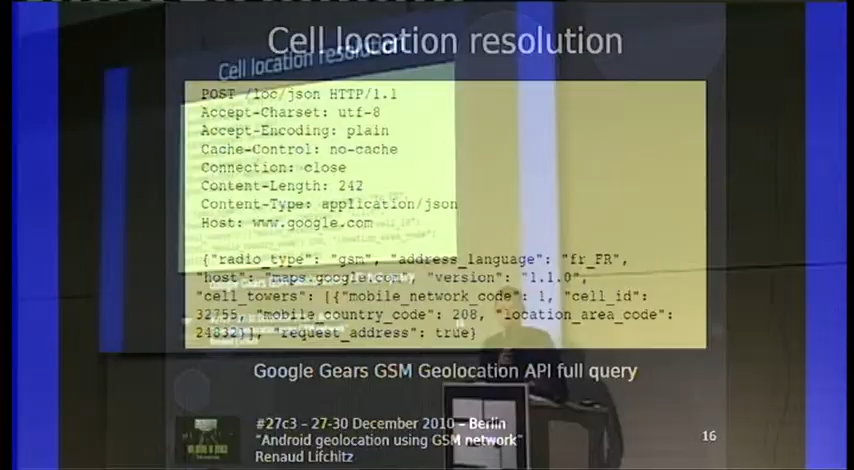 Cell location resolution
Cell location resolution
POST /loc/json HTTP/1.1
Accept-Charset: utf-8
Accept-Encoding: plain
Cache-Control: no-cache
Connection: close
Content-Length: 242
Content-Type: application/json
Host: www.google.com
{"radio_type": "gsm", "address_language": "fr_FR",
"host": "maps.google.com", "version": "1.1.0",
"cell_towers": [{"mobile_network_code": 1, "cell_id":
32755, "mobile_country_code": 208, "location_area_code":
24832}], "request_address": true}
Google Gears GSM Geolocation API full query
#27c3 – 27-30 December 2010 – Berlin
"Android geolocation using GSM network"
Renaud Lifchitz
16